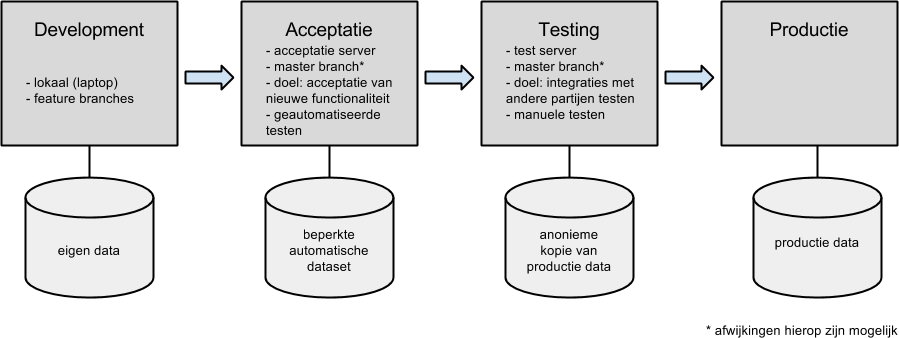 Development
- lokaal (laptop)
- feature branches
Acceptatie
- acceptatie server
- master branch*
- doel: acceptatie van
nieuwe functionaliteit
- geautomatiseerde
testen
Testing
- test server
- master branch*
- doel: integraties met
andere partijen testen
- manuele testen
Productie
eigen data
beperkte
automatische
dataset
anonieme
kopie van
productie data
productie data
* afwijkingen hierop zijn mogelijk